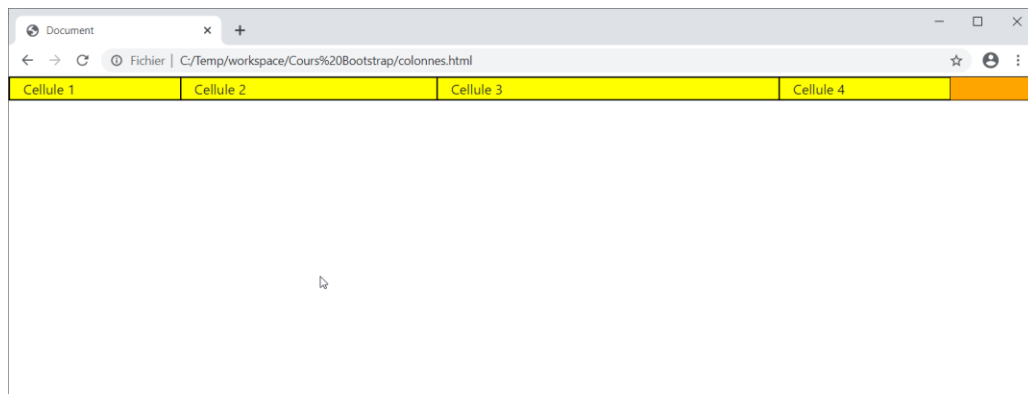 Document
Fichier | C:/Temp/workspace/Cours%20Bootstrap/colonnes.html
Cellule 1 Cellule 2 Cellule 3 Cellule 4